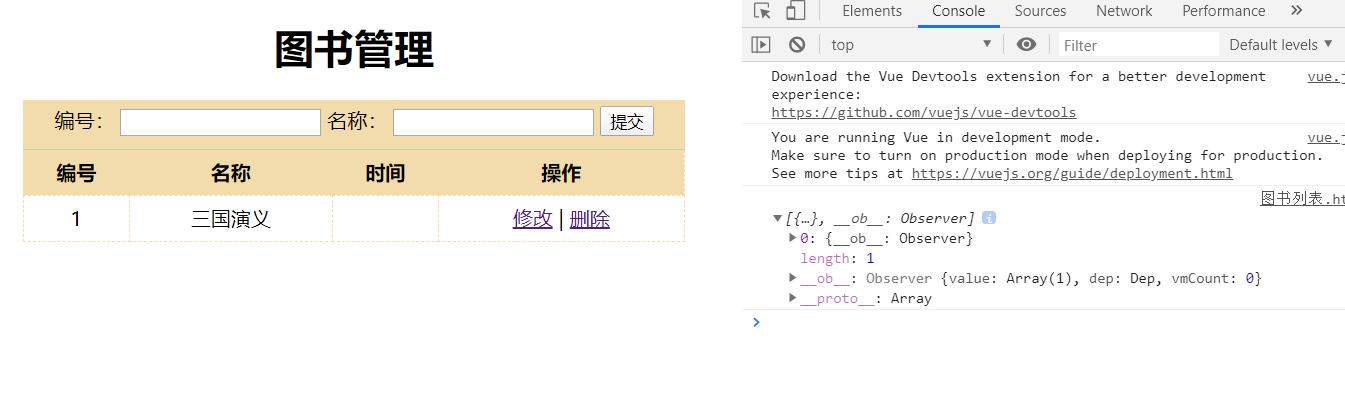 图书管理
编号： 名称： 提交
编号 名称 时间 操作
1 三国演义 修改 | 删除
Elements Console Sources Network Performance »
top Filter Default levels ▼
Download the Vue Devtools extension for a better development vue.j
experience:
https://github.com/vuejs/vue-devtools
You are running Vue in development mode. vue.j
Make sure to turn on production mode when deploying for production.
See more tips at https://vuejs.org/guide/deployment.html
图书列表.ht
[{…}, __ob__: Observer]
0: {__ob__: Observer}
length: 1
__ob__: Observer {value: Array(1), dep: Dep, vmCount: 0}
__proto__: Array